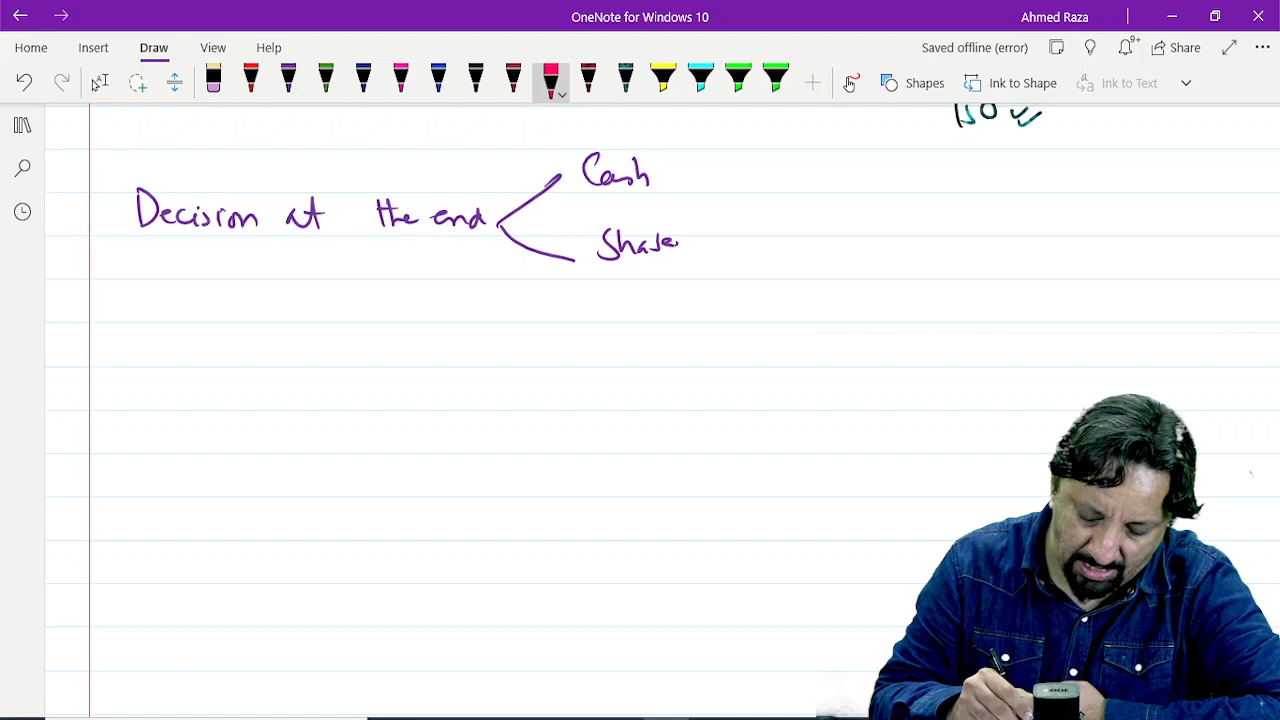 OneNote for Windows 10
Ahmed Raza
Home Insert Draw View Help
Saved offline (error)
9+
Share
Shapes
Ink to Shape
Ink to Text
Cash
Decision at the end
Share